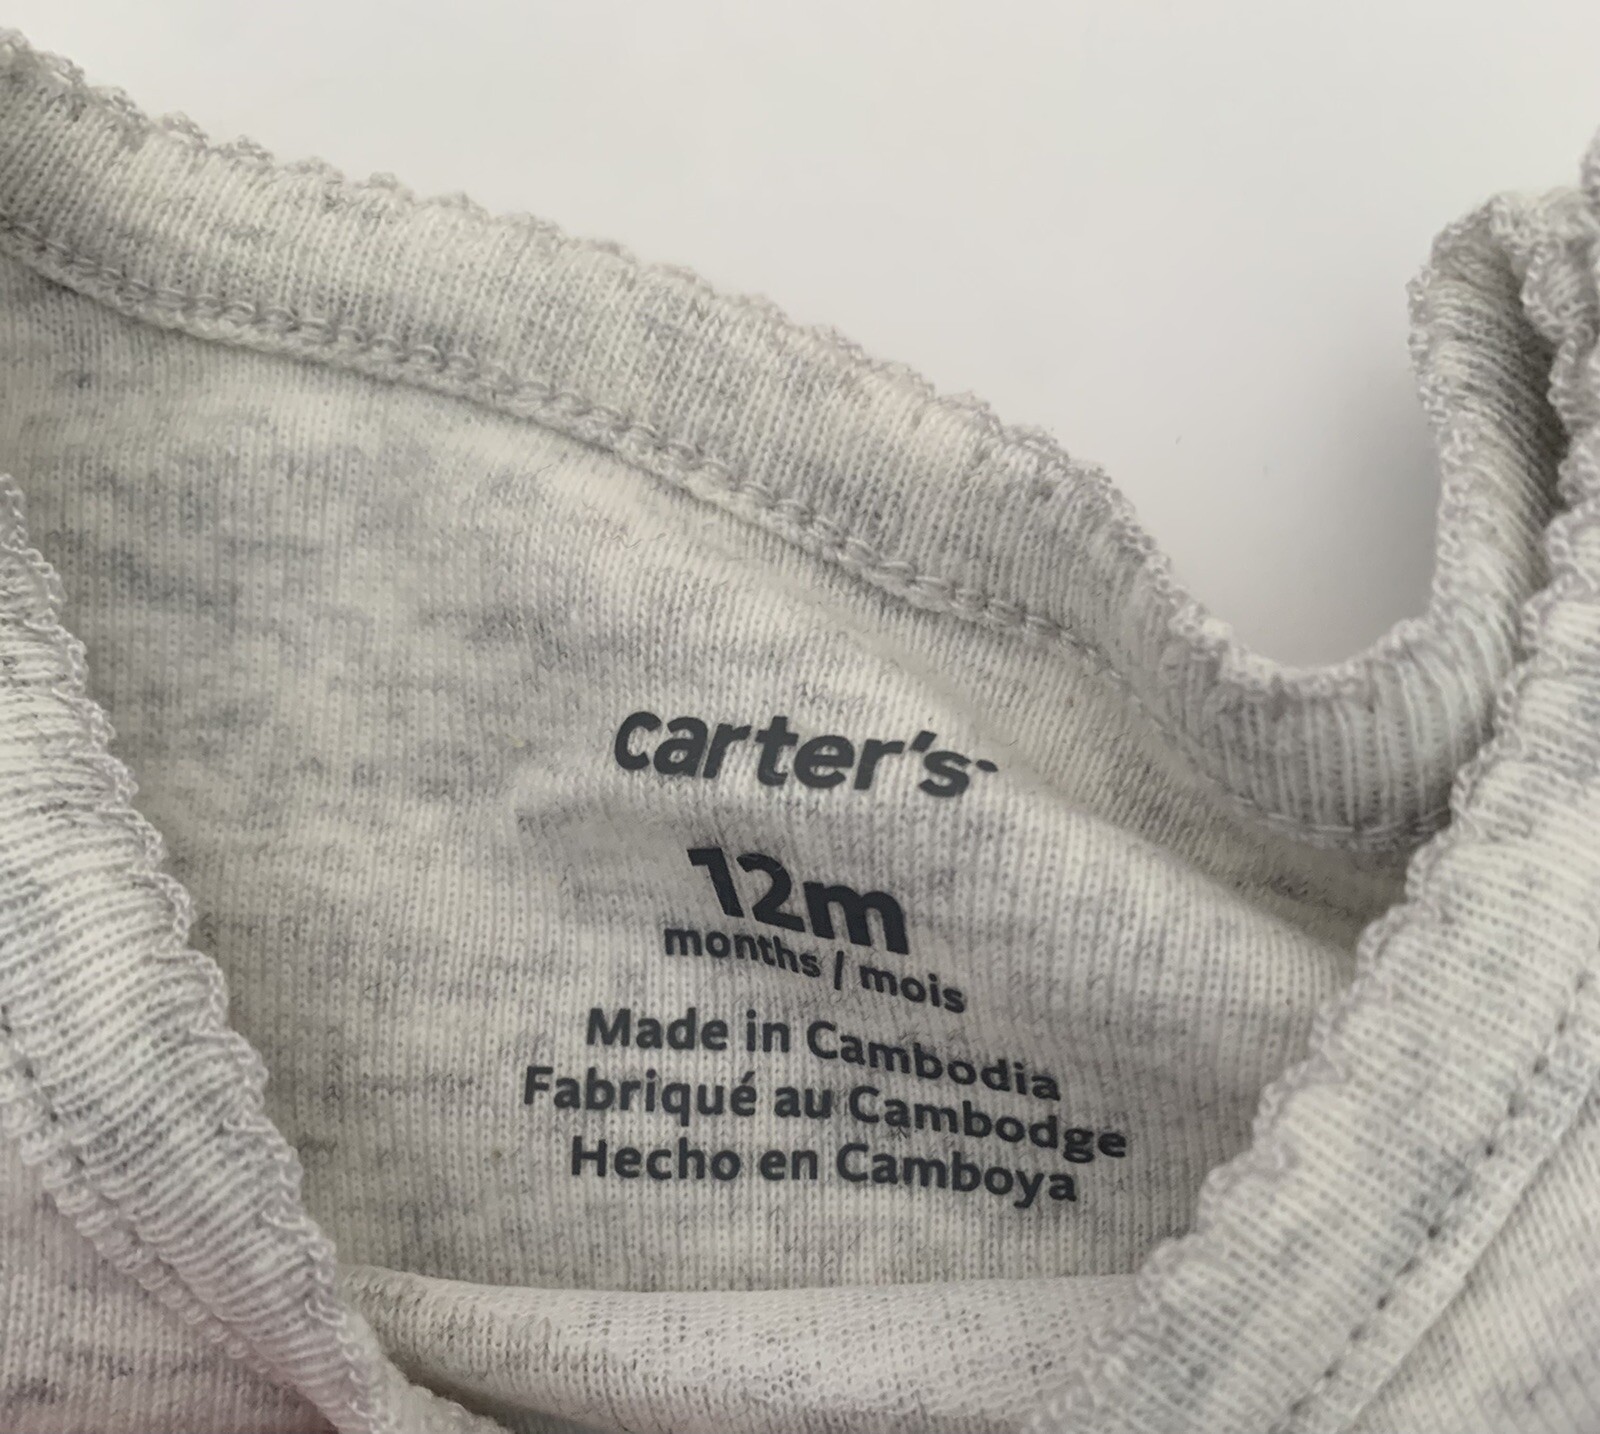 carter's
12m
months / mois
Made in Cambodia
Fabriqué au Cambodge
Hecho en Camboya